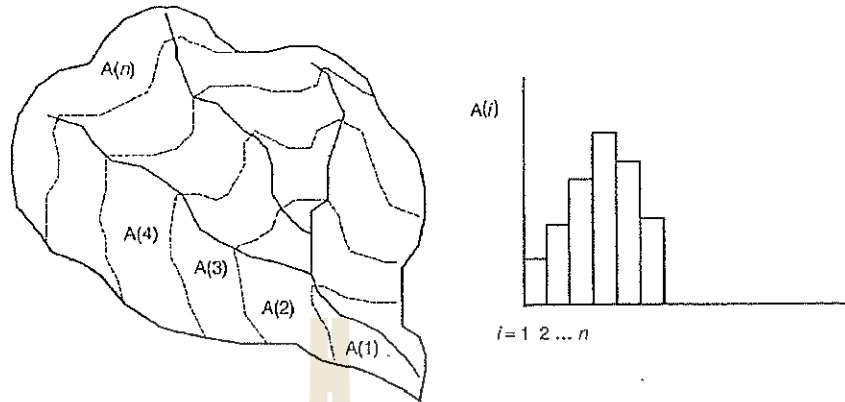 A(n)
A(4)
A(3)
A(2)
A(1)
A(i)
i = 1 2 ... n